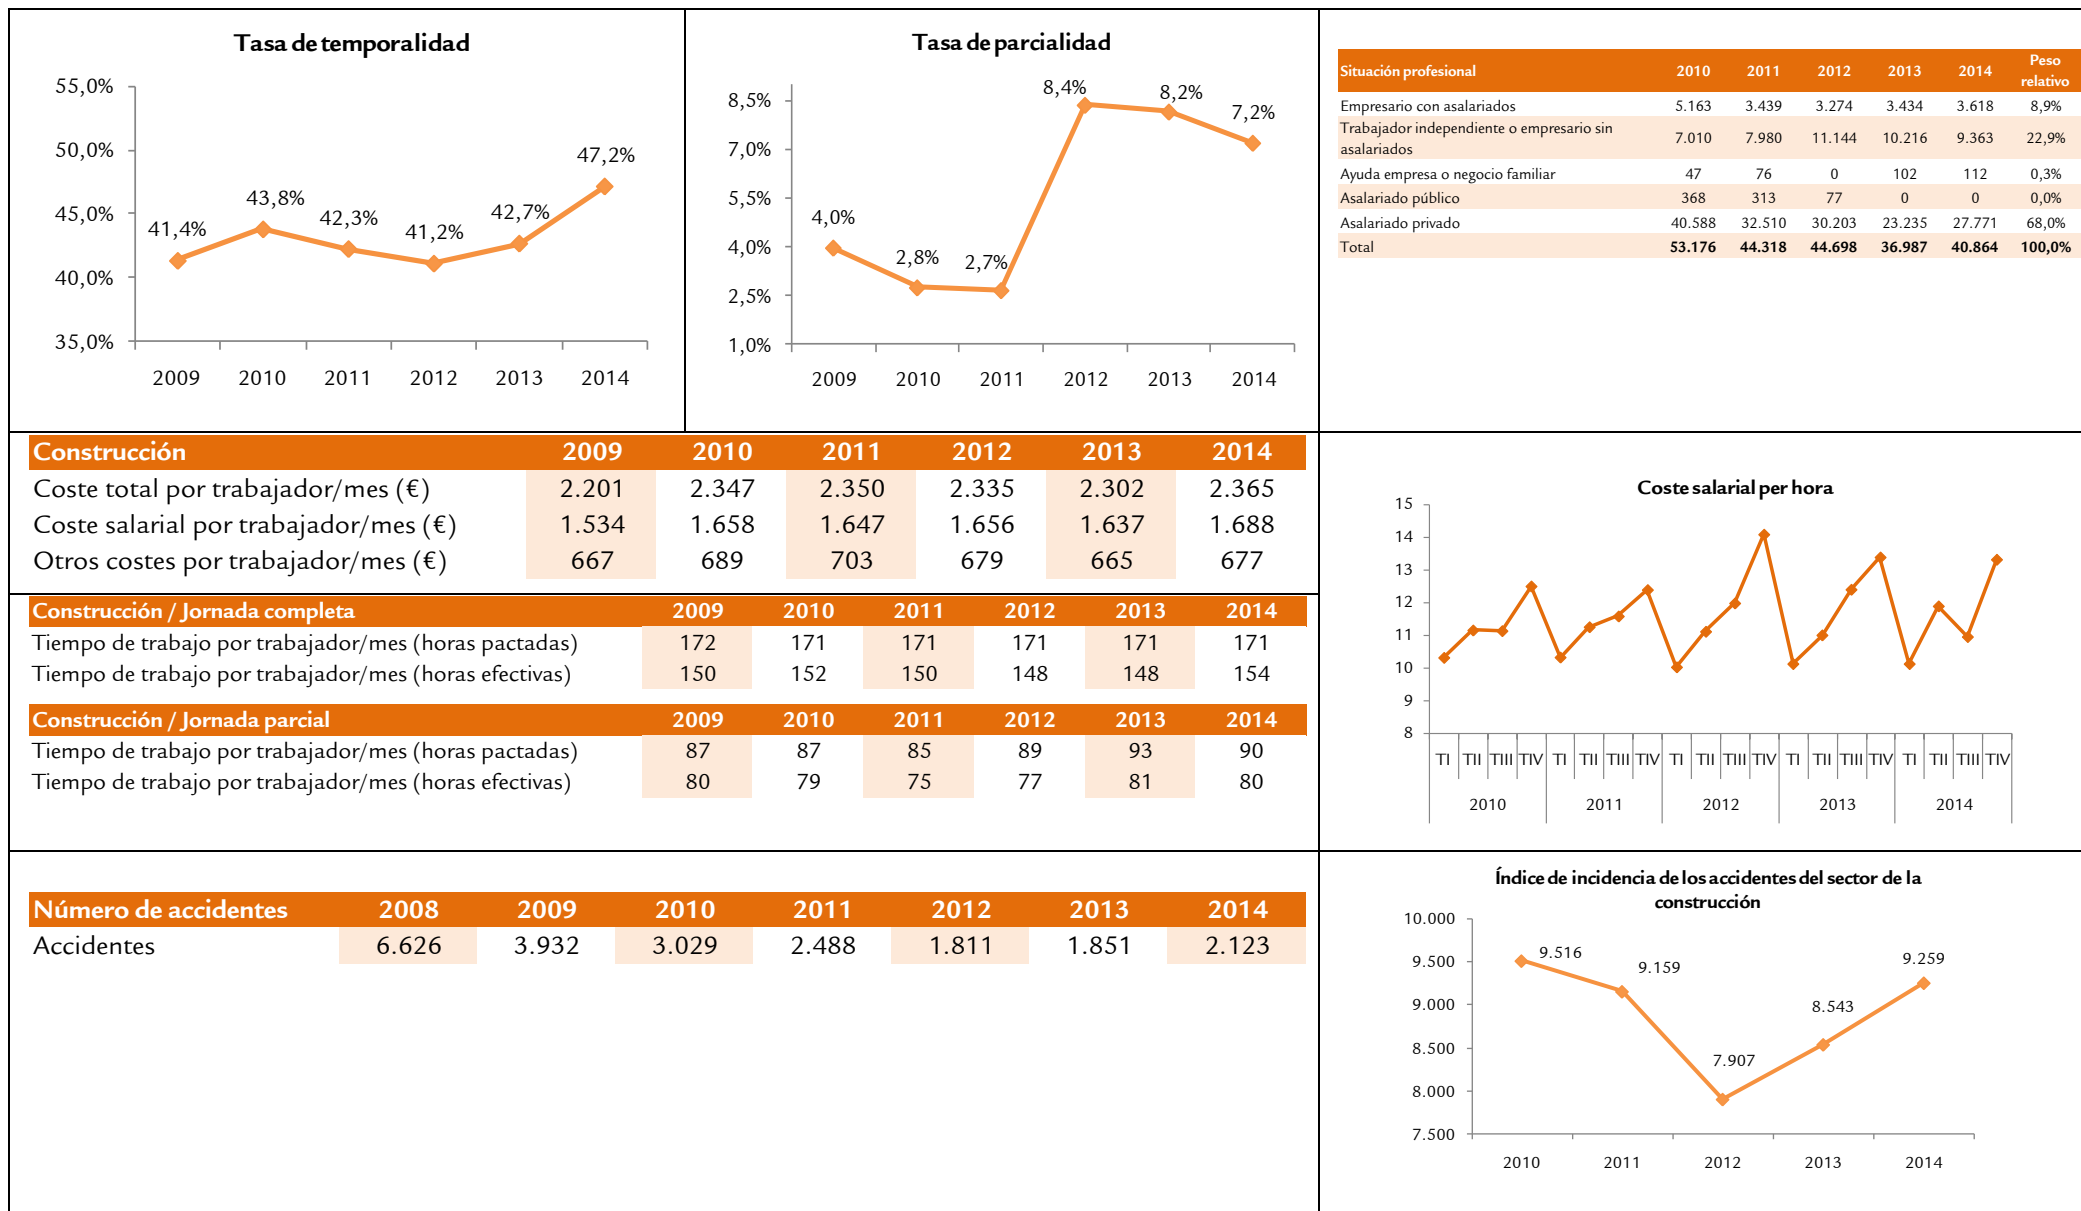 Tasa de temporalidad
55,0%
50,0%
45,0%
40,0%
35,0%
41,4%
43,8%
42,3%
41,2%
42,7%
47,2%
2009 2010 2011 2012 2013 2014
Tasa de parcialidad
8,5%
7,0%
5,5%
4,0%
2,5%
1,0%
4,0%
2,8%
2,7%
8,4%
8,2%
7,2%
2009 2010 2011 2012 2013 2014
Situación profesional 2010 2011 2012 2013 2014 Peso relativo
Empresario con asalariados 5.163 3.439 3.274 3.434 3.618 8,9%
Trabajador independiente o empresario sin
asalariados 7.010 7.980 11.144 10.216 9.363 22,9%
Ayuda empresa o negocio familiar 47 76 0 102 112 0,3%
Asalariado público 368 313 77 0 0 0,0%
Asalariado privado 40.588 32.510 30.203 23.235 27.771 68,0%
Total 53.176 44.318 44.698 36.987 40.864 100,0%
Construcción 2009 2010 2011 2012 2013 2014
Coste total por trabajador/mes (€) 2.201 2.347 2.350 2.335 2.302 2.365
Coste salarial por trabajador/mes (€) 1.534 1.658 1.647 1.656 1.637 1.688
Otros costes por trabajador/mes (€) 667 689 703 679 665 677
Construcción / Jornada completa 2009 2010 2011 2012 2013 2014
Tiempo de trabajo por trabajador/mes (horas pactadas) 172 171 171 171 171 171
Tiempo de trabajo por trabajador/mes (horas efectivas) 150 152 150 148 148 154
Construcción / Jornada parcial 2009 2010 2011 2012 2013 2014
Tiempo de trabajo por trabajador/mes (horas pactadas) 87 87 85 89 93 90
Tiempo de trabajo por trabajador/mes (horas efectivas) 80 79 75 77 81 80
Coste salarial per hora
15
14
13
12
11
10
9
8
TI TII TIII TIV TI TII TIII TIV TI TII TIII TIV TI TII TIII TIV TI TII TIII TIV
2010 2011 2012 2013 2014
Número de accidentes 2008 2009 2010 2011 2012 2013 2014
Accidentes 6.626 3.932 3.029 2.488 1.811 1.851 2.123
Índice de incidencia de los accidentes del sector de la
construcción
10.000
9.500
9.000
8.500
8.000
7.500
9.516
9.159
7.907
8.543
9.259
2010 2011 2012 2013 2014